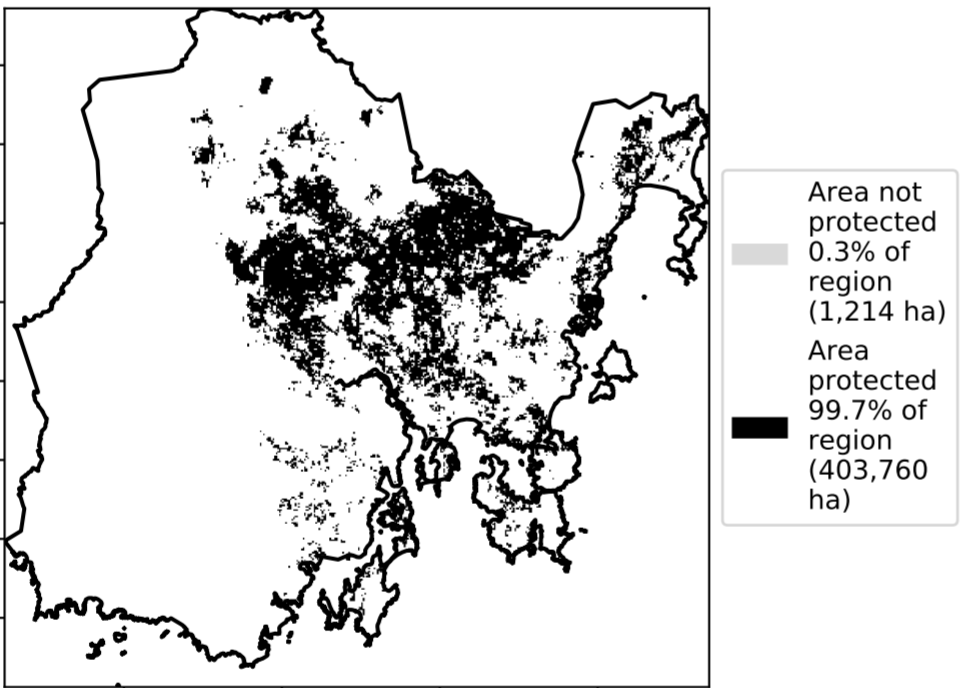 Area not
protected
0.3% of
region
(1,214 ha)
Area
protected
99.7% of
region
(403,760
ha)